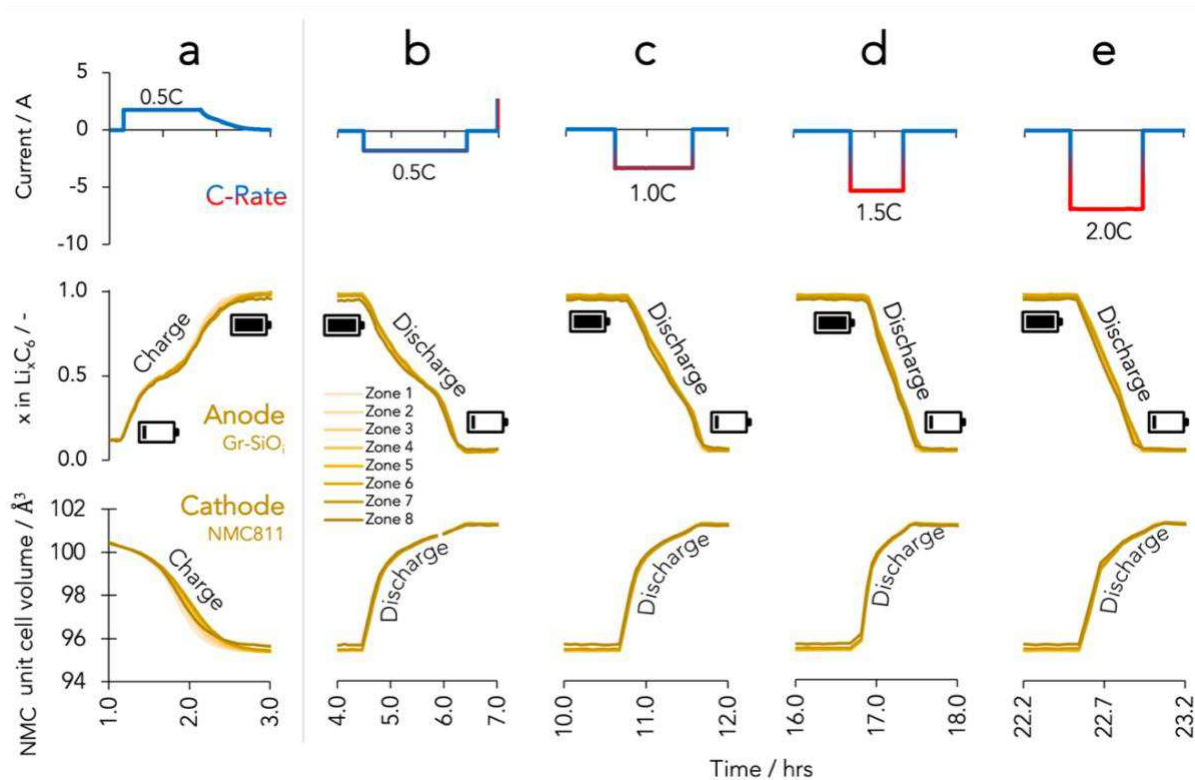 a b c d e
Current / A
5
0
-5
-10
0.5C
C-Rate
0.5C
1.0C
1.5C
2.0C
x in LiₓC₆ / -
1.0
0.5
0.0
Charge
Anode
Gr-SiOᵢ
Discharge
Discharge
Discharge
Discharge
Zone 1
Zone 2
Zone 3
Zone 4
Zone 5
Zone 6
Zone 7
Zone 8
NMC unit cell volume / Å³
102
100
98
96
94
Cathode
NMC811
Charge
Discharge
Discharge
Discharge
Discharge
1.0 2.0 3.0
4.0 5.0 6.0 7.0
10.0 11.0 12.0
16.0 17.0 18.0
22.2 22.7 23.2
Time / hrs